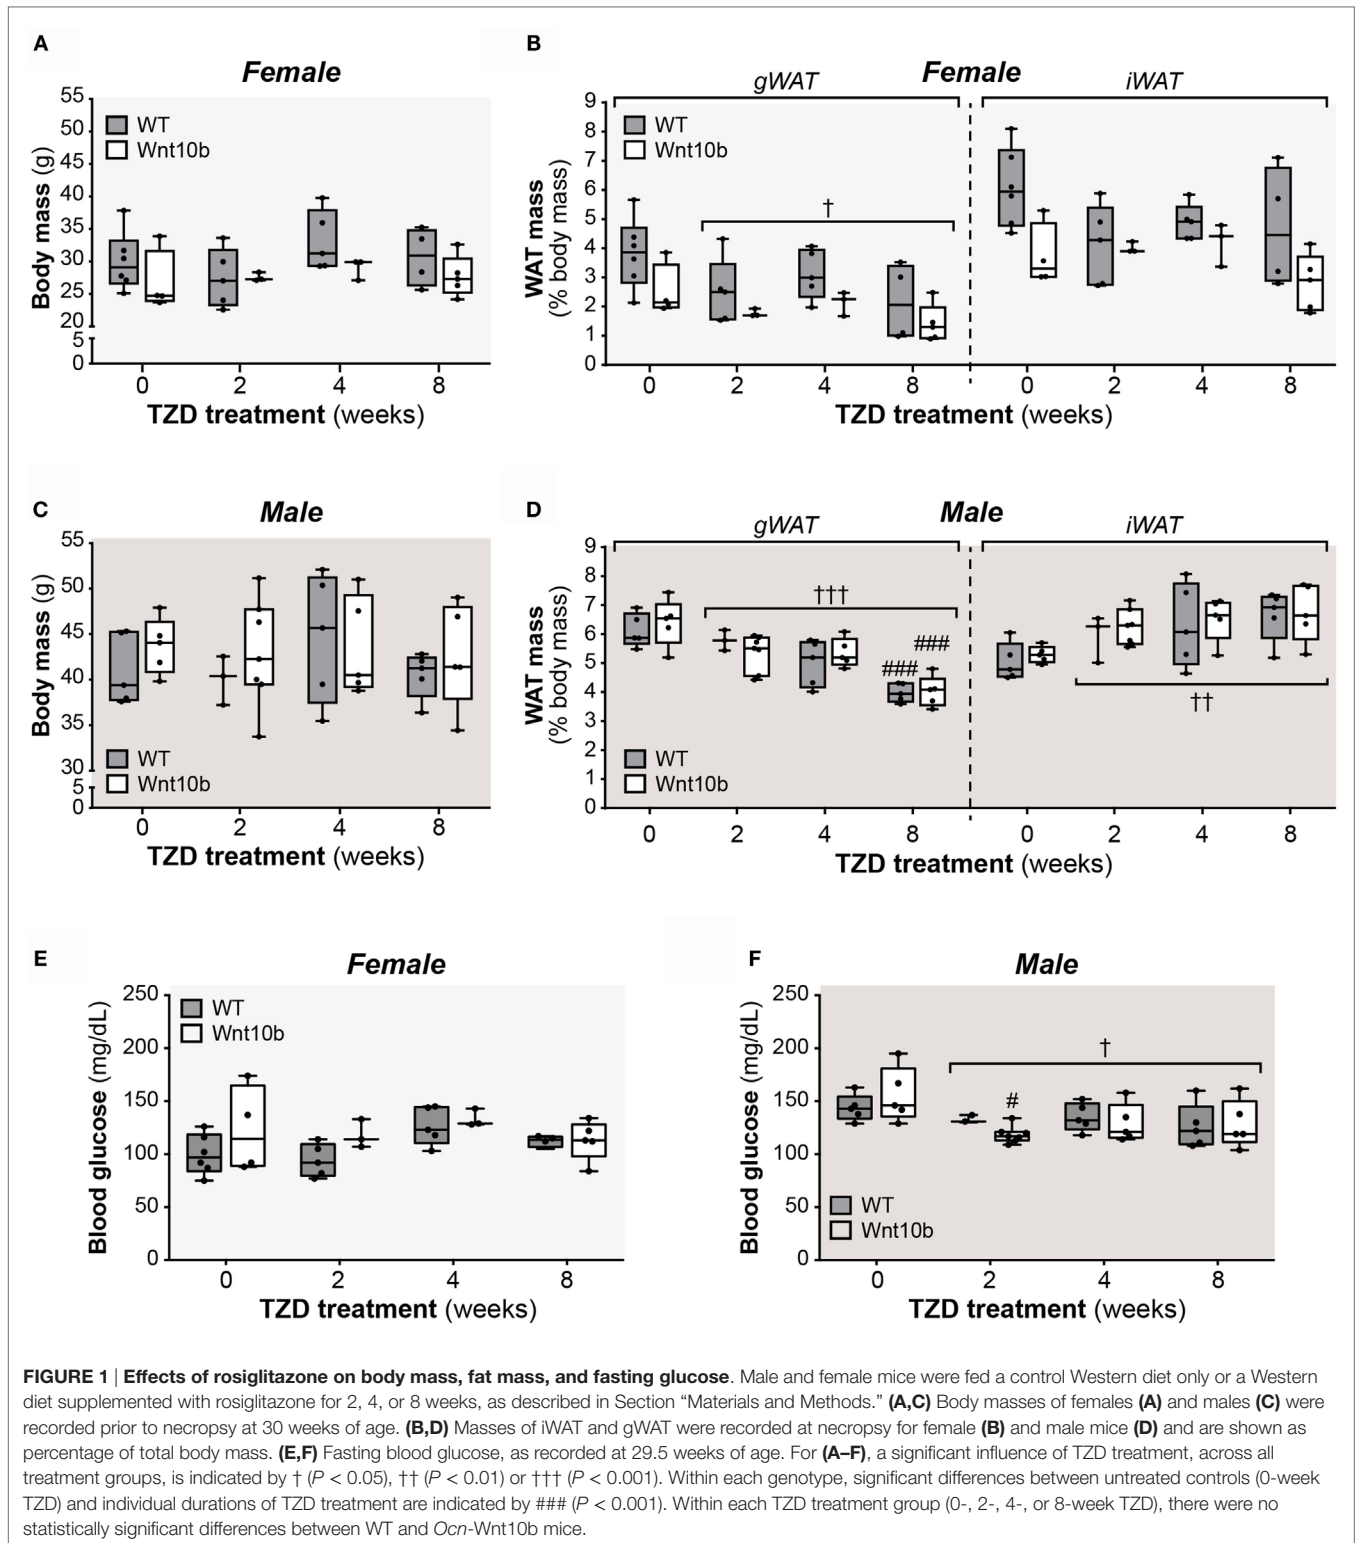 A
Female
55
50
45
40
35
30
25
20
5
0
Body mass (g)
WT
Wnt10b
0 2 4 8
TZD treatment (weeks)
B
Female
gWAT
iWAT
9
8
7
6
5
4
3
2
1
0
WAT mass
(% body mass)
WT
Wnt10b
†
0 2 4 8 0 2 4 8
TZD treatment (weeks)
C
Male
55
50
45
40
35
30
5
0
Body mass (g)
WT
Wnt10b
0 2 4 8
TZD treatment (weeks)
D
Male
gWAT
iWAT
9
8
7
6
5
4
3
2
1
0
WAT mass
(% body mass)
†††
###
###
††
WT
Wnt10b
0 2 4 8 0 2 4 8
TZD treatment (weeks)
E
Female
250
200
150
100
50
0
Blood glucose (mg/dL)
WT
Wnt10b
0 2 4 8
TZD treatment (weeks)
F
Male
250
200
150
100
50
0
Blood glucose (mg/dL)
†
#
WT
Wnt10b
0 2 4 8
TZD treatment (weeks)
FIGURE 1 | Effects of rosiglitazone on body mass, fat mass, and fasting glucose. Male and female mice were fed a control Western diet only or a Western
diet supplemented with rosiglitazone for 2, 4, or 8 weeks, as described in Section “Materials and Methods.” (A,C) Body masses of females (A) and males (C) were
recorded prior to necropsy at 30 weeks of age. (B,D) Masses of iWAT and gWAT were recorded at necropsy for female (B) and male mice (D) and are shown as
percentage of total body mass. (E,F) Fasting blood glucose, as recorded at 29.5 weeks of age. For (A–F), a significant influence of TZD treatment, across all
treatment groups, is indicated by † (P < 0.05), †† (P < 0.01) or ††† (P < 0.001). Within each genotype, significant differences between untreated controls (0-week
TZD) and individual durations of TZD treatment are indicated by ### (P < 0.001). Within each TZD treatment group (0-, 2-, 4-, or 8-week TZD), there were no
statistically significant differences between WT and Ocn-Wnt10b mice.